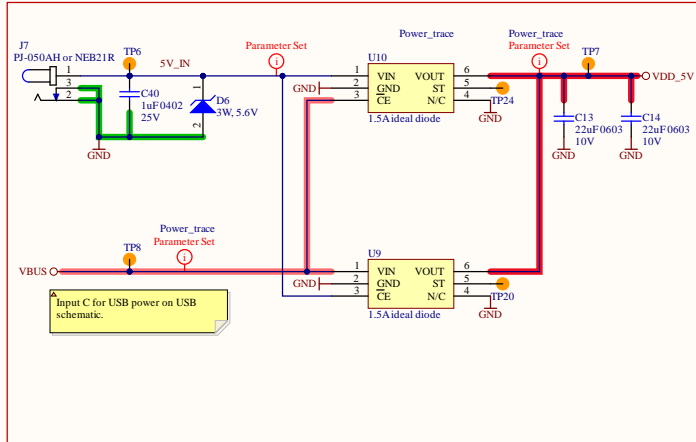 J7
PJ-050AH or NEB21R
1
3
2
TP6
5V_IN
C40
1uF0402
25V
1
D6
3W, 5.6V
2
GND
Parameter Set
i
Power_trace
U10
1 VIN VOUT 6
GND 2 GND ST 5
3 CE N/C 4
1.5A ideal diode
TP24
GND
Power_trace
Parameter Set
i
TP7
VDD_5V
C13
22uF0603
10V
GND
C14
22uF0603
10V
GND
VBUS
TP8
Power_trace
Parameter Set
i
U9
1 VIN VOUT 6
GND 2 GND ST 5
3 CE N/C 4
1.5A ideal diode
TP20
GND
Input C for USB power on USB
schematic.